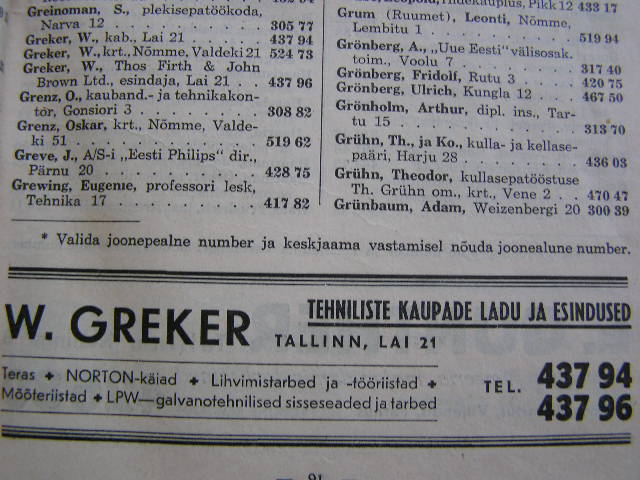 Greinoman, S., plekisepatöökoda,
Narva 12 . . . . . . . . 305 77
Greker, W., kab., Lai 21 . . . . 437 94
Greker, W., krt., Nõmme, Valdeki 21 524 73
Greker, W., Thos Firth & John
Brown Ltd., esindaja, Lai 21 . . 437 96
Grenz, O., kauband.- ja tehnikakon-
tor, Gonsiori 3 . . . . . . . 308 82
Grenz, Oskar, krt., Nõmme, Valde-
ki 51 . . . . . . . . . . 519 62
Greve, J., A/S-i „Eesti Philips" dir.,
Pärnu 20 . . . . . . . . 428 75
Grewing, Eugenie, professori lesk,
Tehnika 17 . . . . . . . . 417 82
Pikk 12 433 17
Grum (Ruumet), Leonti, Nõmme,
Lembitu 1 . . . . . . . . 519 94
Grönberg, A., „Uue Eesti" välisosak.
toim., Voolu 7 . . . . . . . 317 40
Grönberg, Fridolf, Rutu 3 . . . 420 75
Grönberg, Ulrich, Kungla 12 . . . 467 50
Grönholm, Arthur, dipl. ins., Tar-
tu 15 . . . . . . . . . . 313 70
Grühn, Th., ja Ko., kulla- ja kellase-
pääri, Harju 28 . . . . . . . 436 03
Grühn, Theodor, kullasepatööstuse
Th. Grühn om., krt., Vene 2 . . 470 47
Grünbaum, Adam, Weizenbergi 20 300 39
* Valida joonepealne number ja keskjaama vastamisel nõuda joonealune number.
W. GREKER
TEHNILISTE KAUPADE LADU JA ESINDUSED
TALLINN, LAI 21
Teras + NORTON-käiad + Lihvimistarbed ja -tööriistad +
Mõõteriistad + LPW—galvanotehnilised sisseseaded ja tarbed
TEL. 437 94
437 96